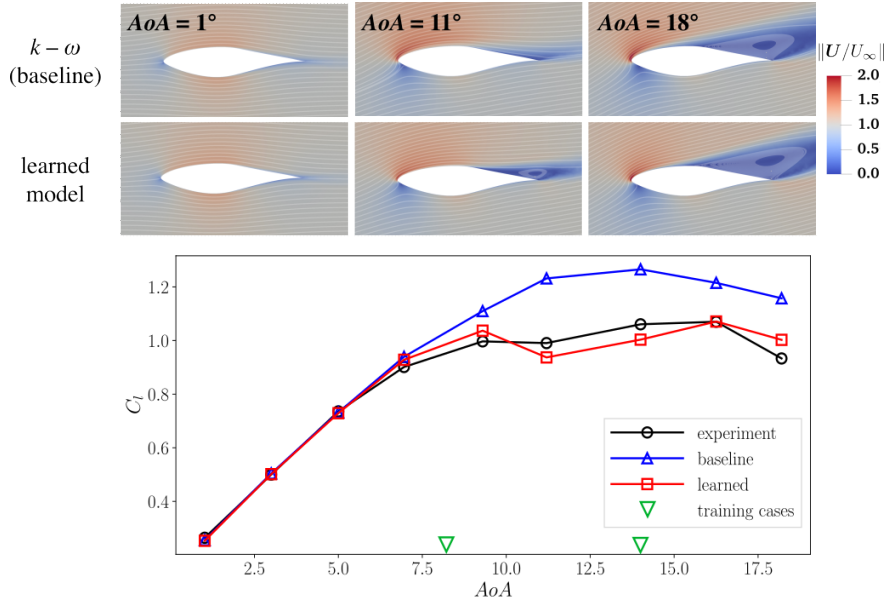 AoA = 1°
AoA = 11°
AoA = 18°
k − ω
(baseline)
‖U/U∞‖
2.0
1.5
1.0
0.5
0.0
learned
model
1.2
1.0
0.8
0.6
0.4
C_l
experiment
baseline
learned
training cases
2.5
5.0
7.5
10.0
12.5
15.0
17.5
AoA